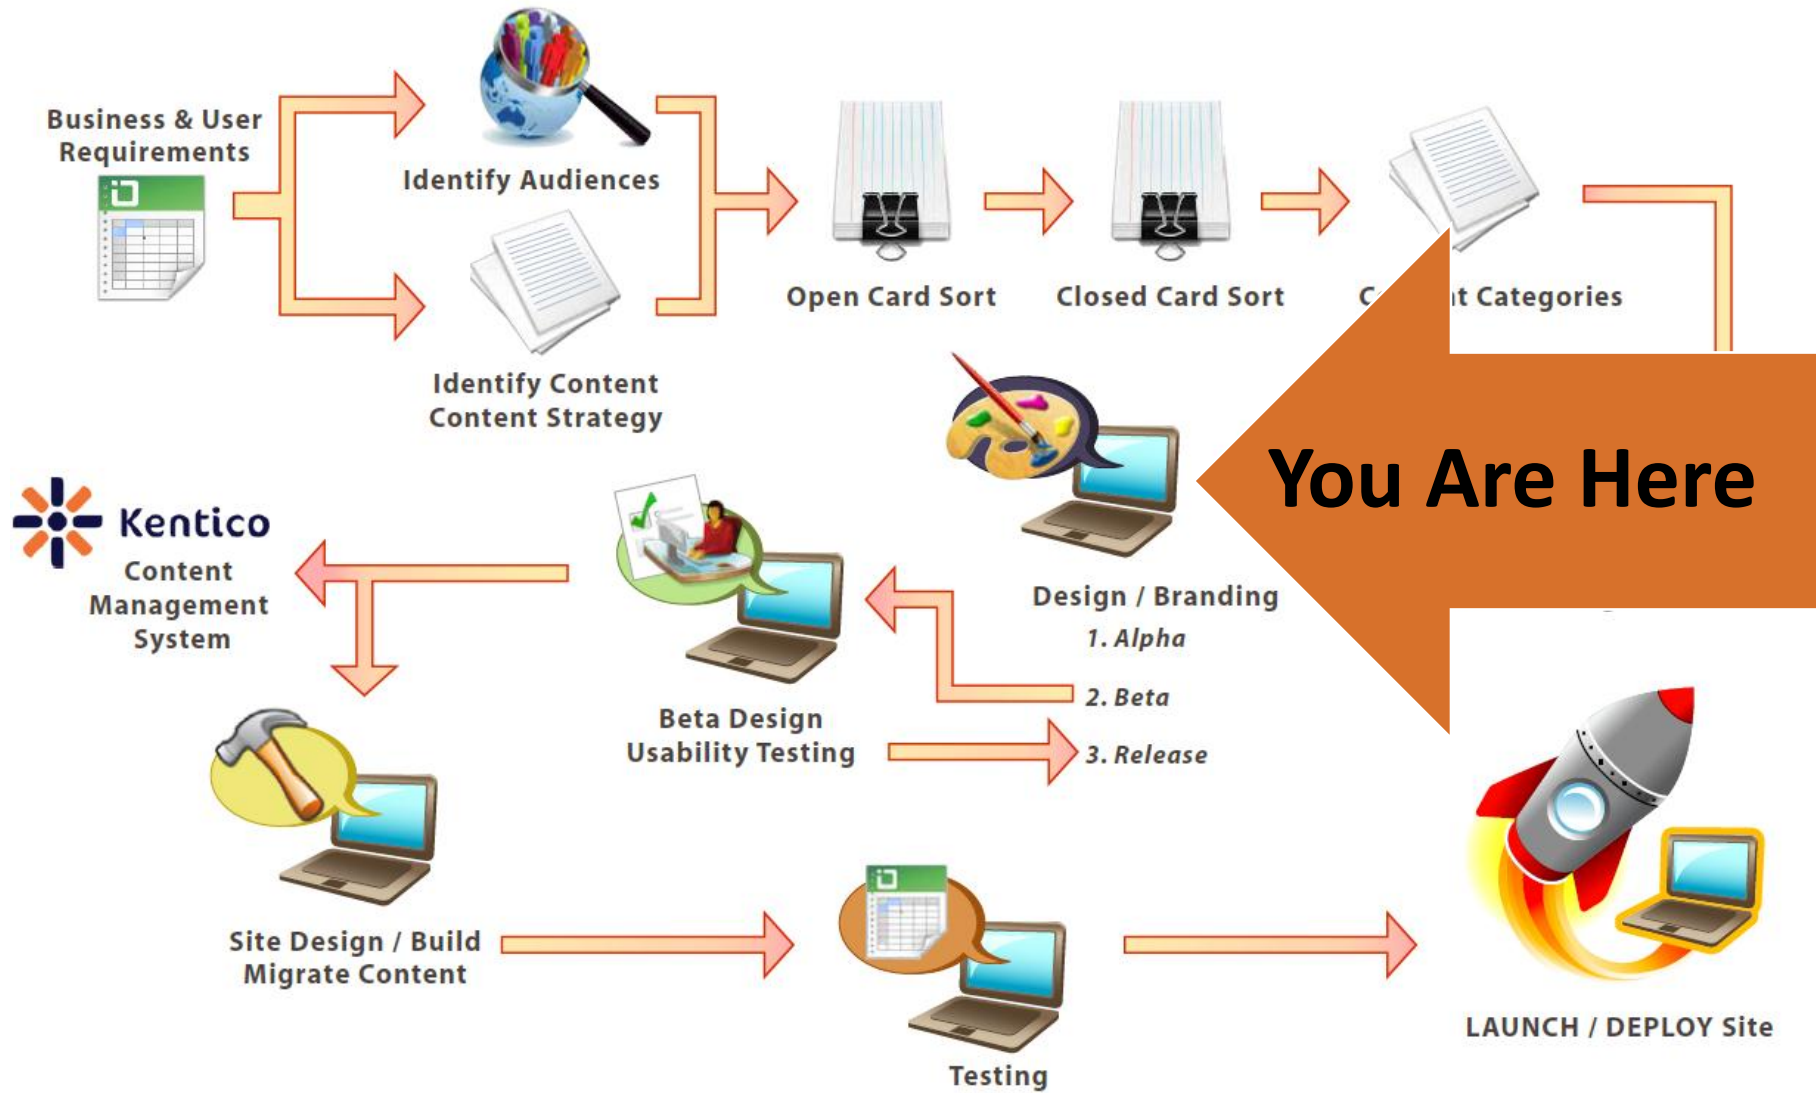 Business & User
Requirements
Identify Audiences
Identify Content
Content Strategy
Open Card Sort
Closed Card Sort
Categories
You Are Here
Design / Branding
1. Alpha
2. Beta
3. Release
Beta Design
Usability Testing
Kentico
Content
Management
System
Site Design / Build
Migrate Content
Testing
LAUNCH / DEPLOY Site